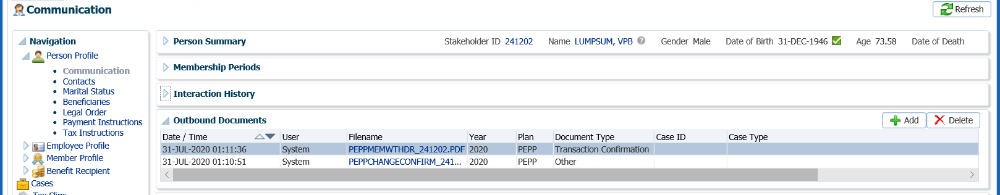 Communication
Refresh
Navigation
Person Profile
Communication
Contacts
Marital Status
Beneficiaries
Legal Order
Payment Instructions
Tax Instructions
Employee Profile
Member Profile
Benefit Recipient
Cases
Tax Slips
Person Summary Stakeholder ID 241202 Name LUMPSUM, VPB Gender Male Date of Birth 31-DEC-1946 Age 73.58 Date of Death
Membership Periods
Interaction History
Outbound Documents Add Delete
Date / Time User Filename Year Plan Document Type Case ID Case Type
31-JUL-2020 01:11:36 System PEPPMEMWTHDR_241202.PDF 2020 PEPP Transaction Confirmation
31-JUL-2020 01:10:51 System PEPPCHANGECONFIRM_241... 2020 PEPP Other